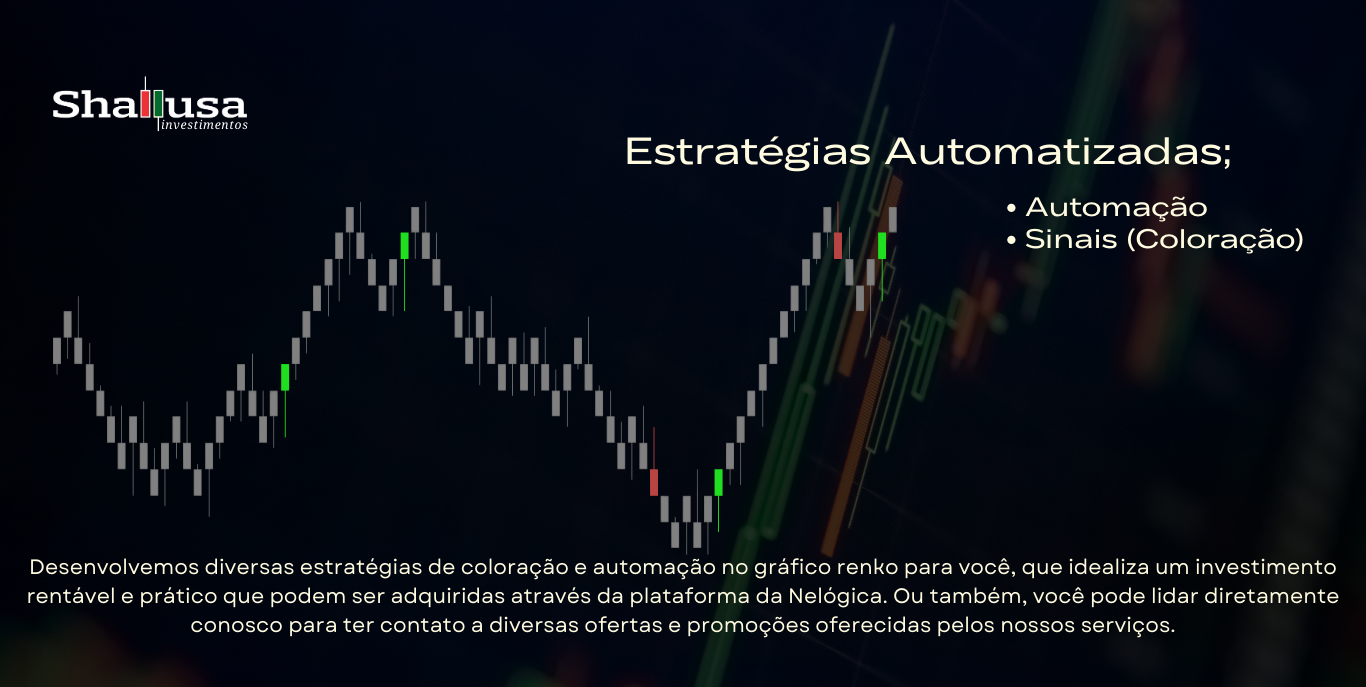 Shallusa
investimentos
Estratégias Automatizadas;
• Automação
• Sinais (Coloração)
Desenvolvemos diversas estratégias de coloração e automação no gráfico renko para você, que idealiza um investimento
rentável e prático que podem ser adquiridas através da plataforma da Nelógica. Ou também, você pode lidar diretamente
conosco para ter contato a diversas ofertas e promoções oferecidas pelos nossos serviços.